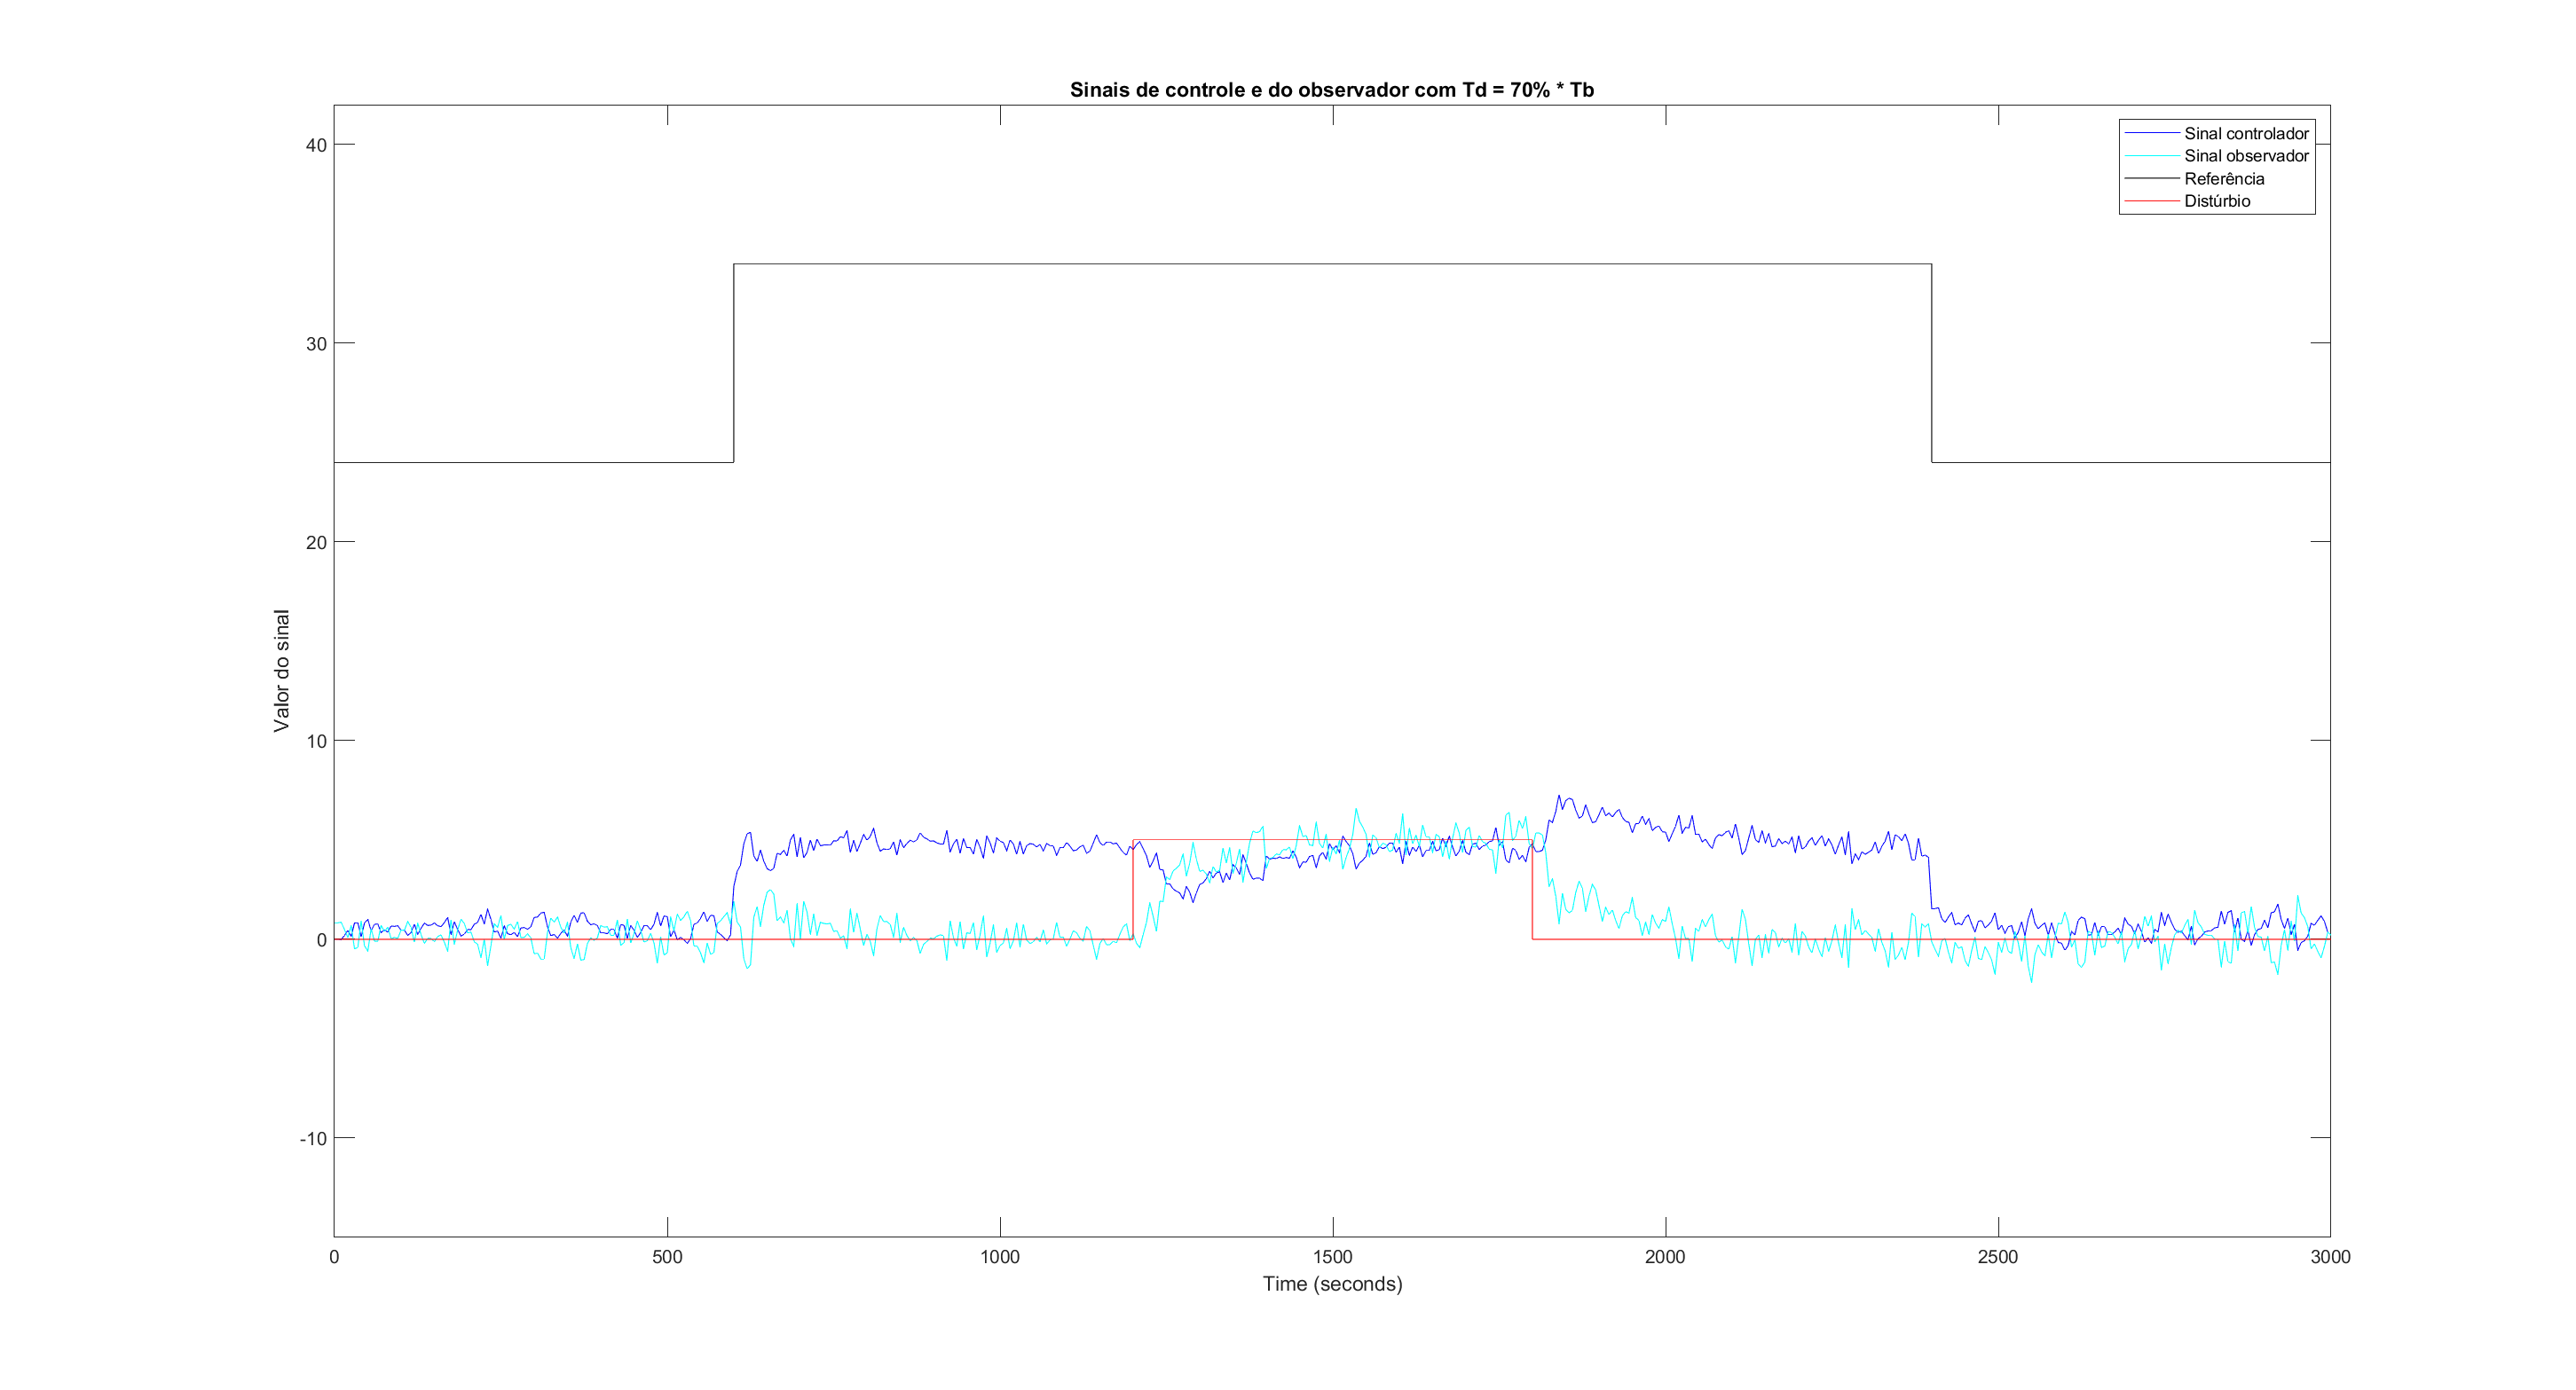 Sinais de controle e do observador com Td = 70% * Tb
Sinal controlador
Sinal observador
Referência
Distúrbio
40
30
20
10
0
-10
Valor do sinal
0 500 1000 1500 2000 2500 3000
Time (seconds)